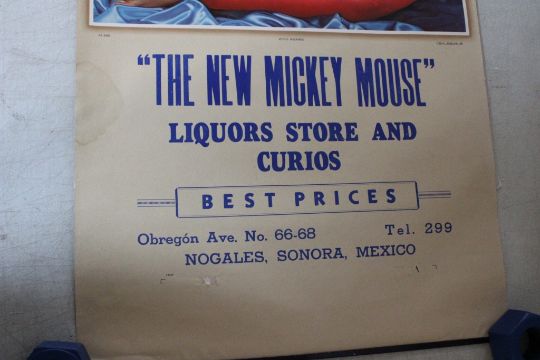 "THE NEW MICKEY MOUSE"
LIQUORS STORE AND
CURIOS
BEST PRICES
Obregón Ave. No. 66-68
Tel. 299
NOGALES, SONORA, MEXICO